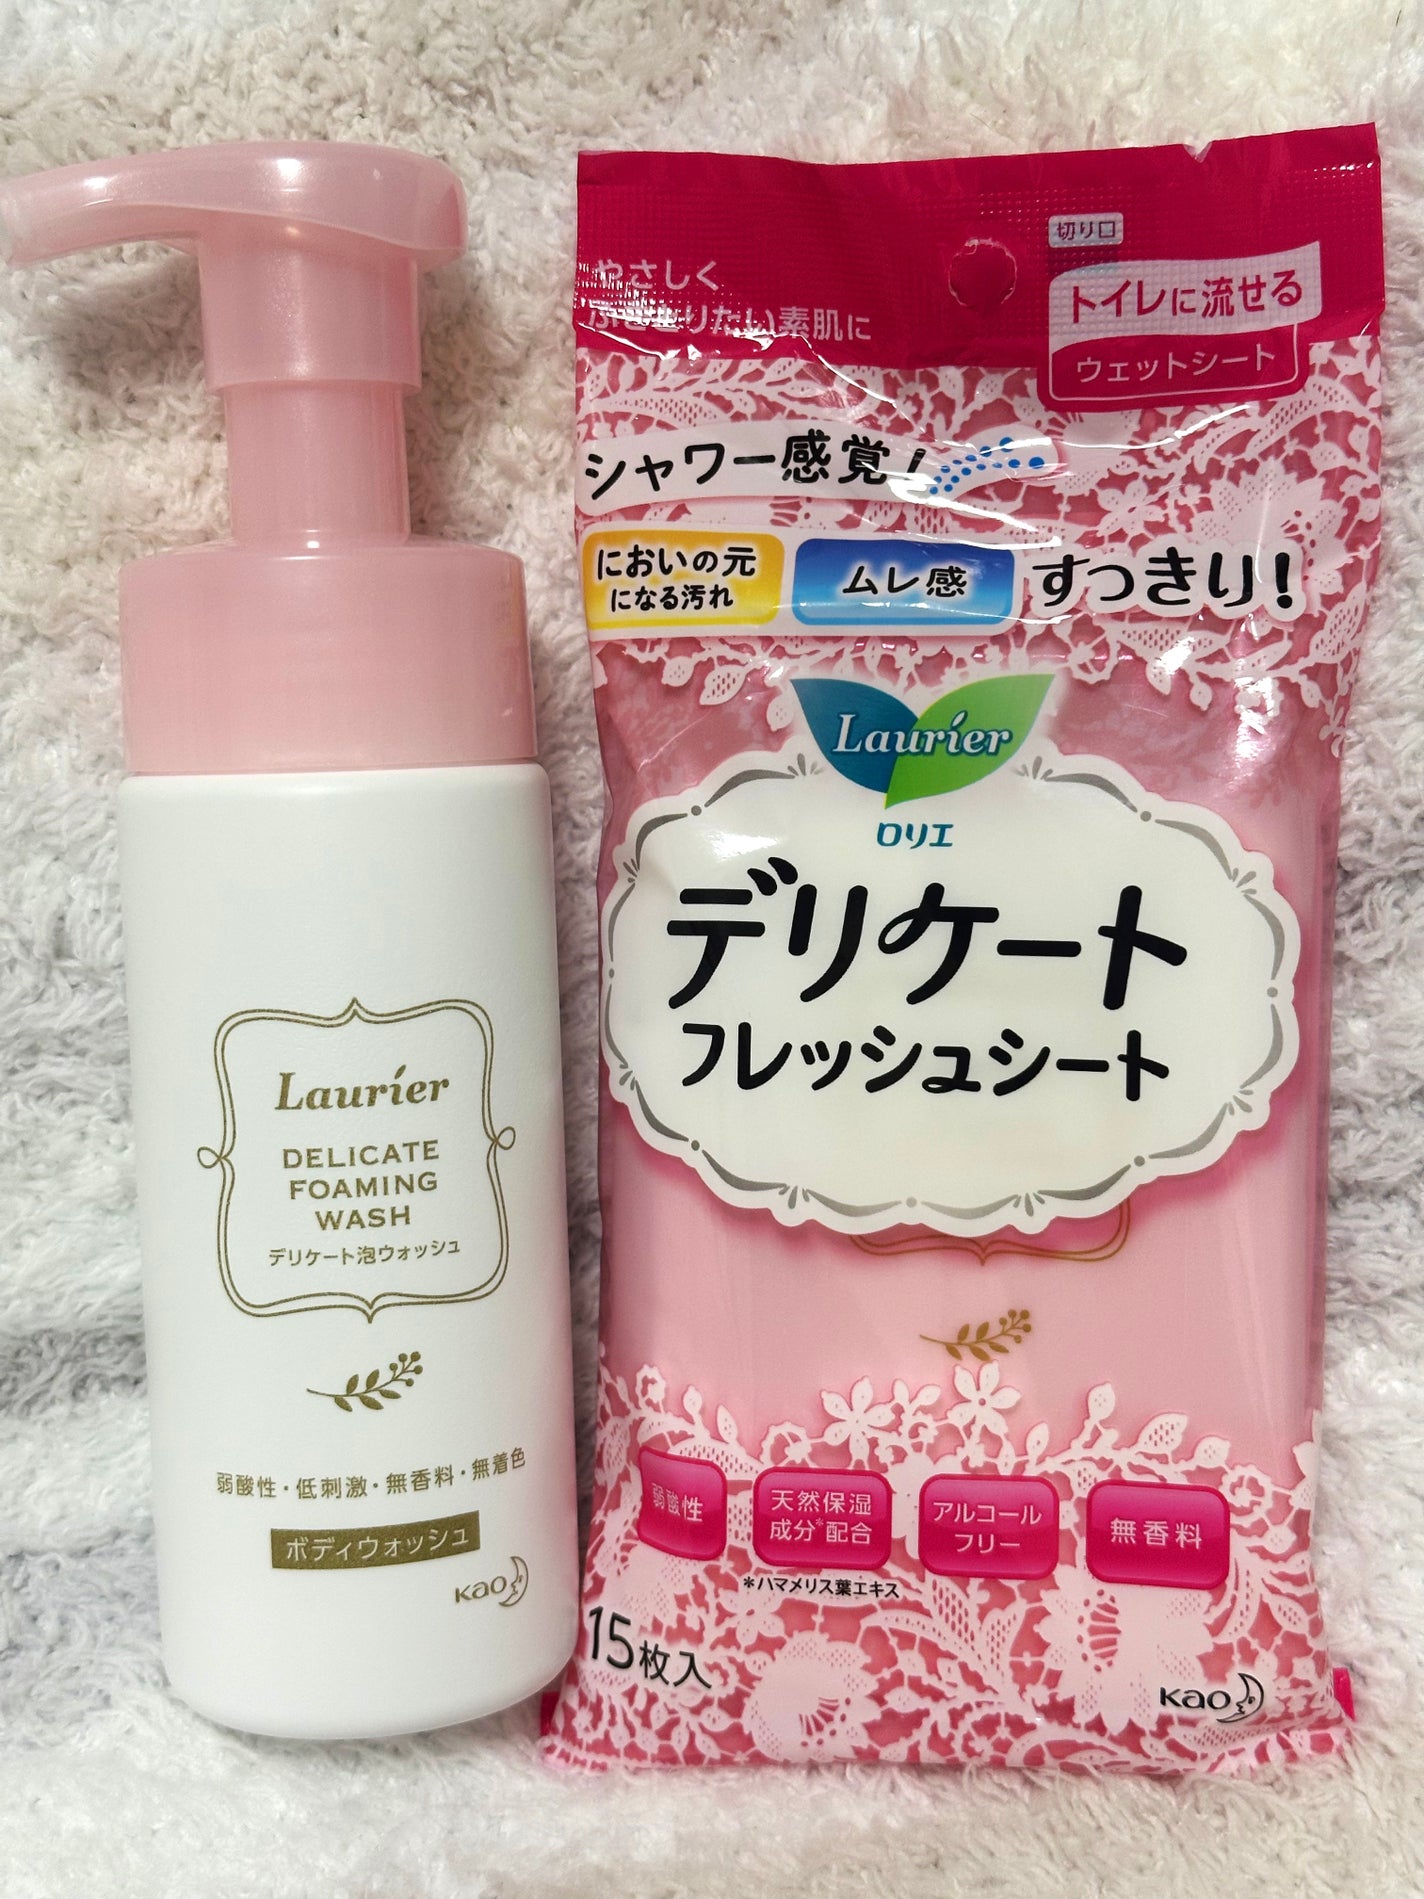 Laurier
DELICATE
FOAMING
WASH
デリケート泡ウォッシュ
弱酸性・低刺激・無香料・無着色
ボディウォッシュ
Kao
切り口
やさしく
ふきとりたい素肌に
トイレに流せる
ウェットシート
シャワー感覚!
においの元
になる汚れ
ムレ感
すっきり!
Laurier
ロリエ
デリケート
フレッシュシート
弱酸性
天然保湿
成分*配合
アルコール
フリー
無香料
*ハマメリス葉エキス
15枚入
Kao